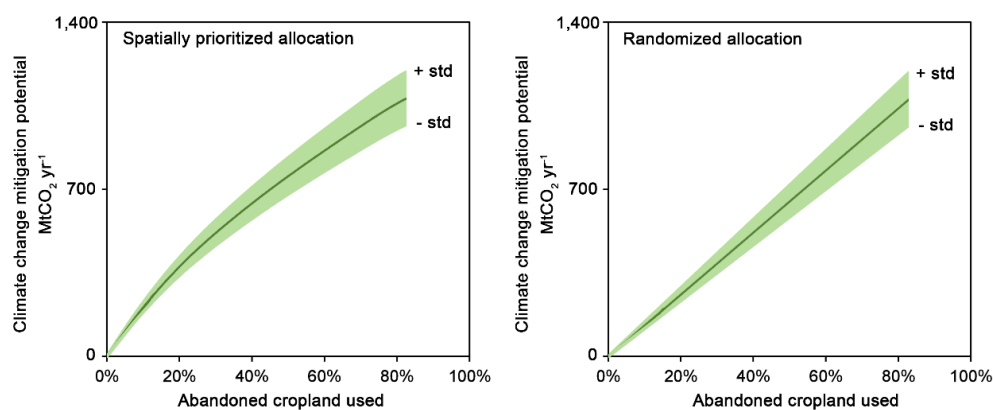 1,400
Spatially prioritized allocation
+ std
- std
700
0
Climate change mitigation potential
MtCO₂ yr⁻¹
0% 20% 40% 60% 80% 100%
Abandoned cropland used
1,400
Randomized allocation
+ std
- std
700
0
Climate change mitigation potential
MtCO₂ yr⁻¹
0% 20% 40% 60% 80% 100%
Abandoned cropland used